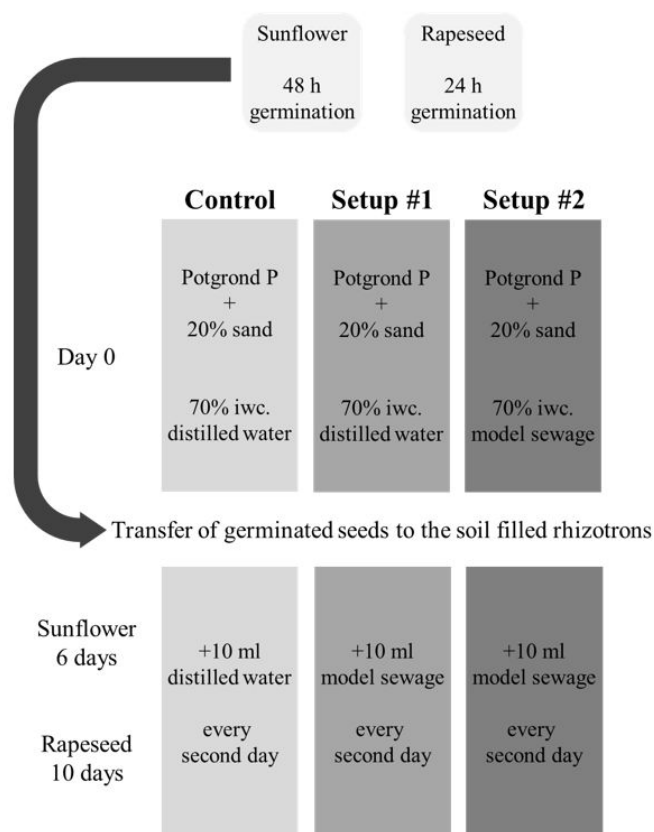 Sunflower
48 h
germination
Rapeseed
24 h
germination
Control
Setup #1
Setup #2
Day 0
Potgrond P
+
20% sand
70% iwc.
distilled water
Potgrond P
+
20% sand
70% iwc.
distilled water
Potgrond P
+
20% sand
70% iwc.
model sewage
Transfer of germinated seeds to the soil filled rhizotrons
Sunflower
6 days
Rapeseed
10 days
+10 ml
distilled water
every
second day
+10 ml
model sewage
every
second day
+10 ml
model sewage
every
second day